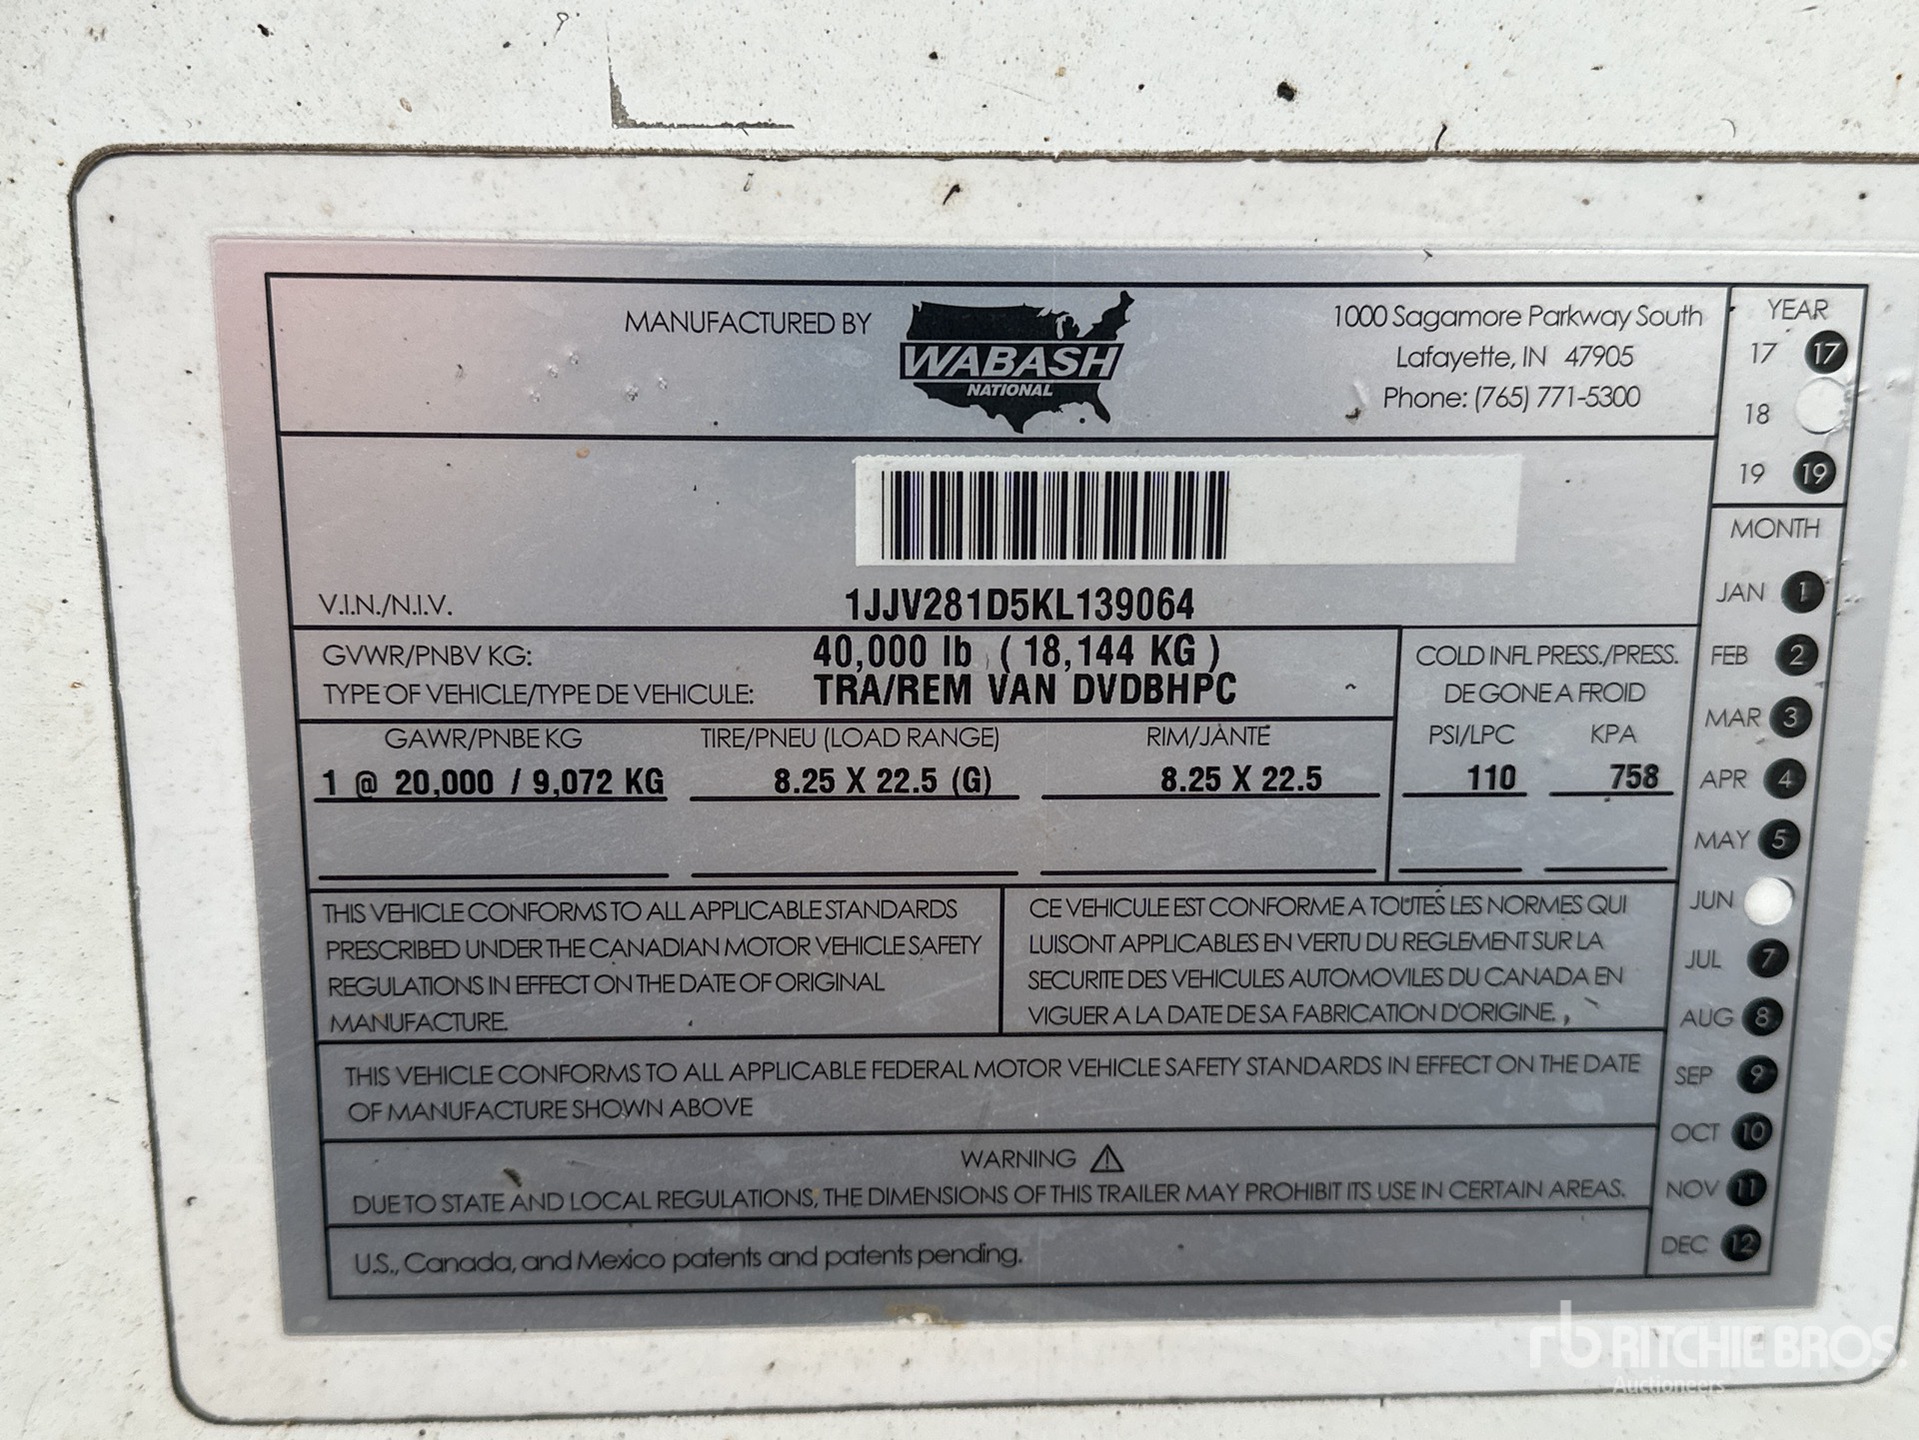 MANUFACTURED BY
WABASH
NATIONAL
1000 Sagamore Parkway South
Lafayette, IN 47905
Phone: (765) 771-5300
YEAR
17 17
18
19 19
V.I.N./N.I.V. 1JJV281D5KL139064
GVWR/PNBV KG: 40,000 lb ( 18,144 KG )
TYPE OF VEHICLE/TYPE DE VEHICULE: TRA/REM VAN DVDBHPC
COLD INFL PRESS./PRESS.
DE GONE A FROID
GAWR/PNBE KG TIRE/PNEU (LOAD RANGE) RIM/JANTE PSI/LPC KPA
1 @ 20,000 / 9,072 KG 8.25 X 22.5 (G) 8.25 X 22.5 110 758
THIS VEHICLE CONFORMS TO ALL APPLICABLE STANDARDS
PRESCRIBED UNDER THE CANADIAN MOTOR VEHICLE SAFETY
REGULATIONS IN EFFECT ON THE DATE OF ORIGINAL
MANUFACTURE.
CE VEHICULE EST CONFORME A TOUTES LES NORMES QUI
LUISONT APPLICABLES EN VERTU DU REGLEMENT SUR LA
SECURITE DES VEHICULES AUTOMOVILES DU CANADA EN
VIGUER A LA DATE DE SA FABRICATION D'ORIGINE.
THIS VEHICLE CONFORMS TO ALL APPLICABLE FEDERAL MOTOR VEHICLE SAFETY STANDARDS IN EFFECT ON THE DATE
OF MANUFACTURE SHOWN ABOVE
WARNING
DUE TO STATE AND LOCAL REGULATIONS, THE DIMENSIONS OF THIS TRAILER MAY PROHIBIT ITS USE IN CERTAIN AREAS.
U.S., Canada, and Mexico patents and patents pending.
MONTH
JAN 1
FEB 2
MAR 3
APR 4
MAY 5
JUN
JUL 7
AUG 8
SEP 9
OCT 10
NOV 11
DEC 12
rb RITCHIE BROS.
Auctioneers